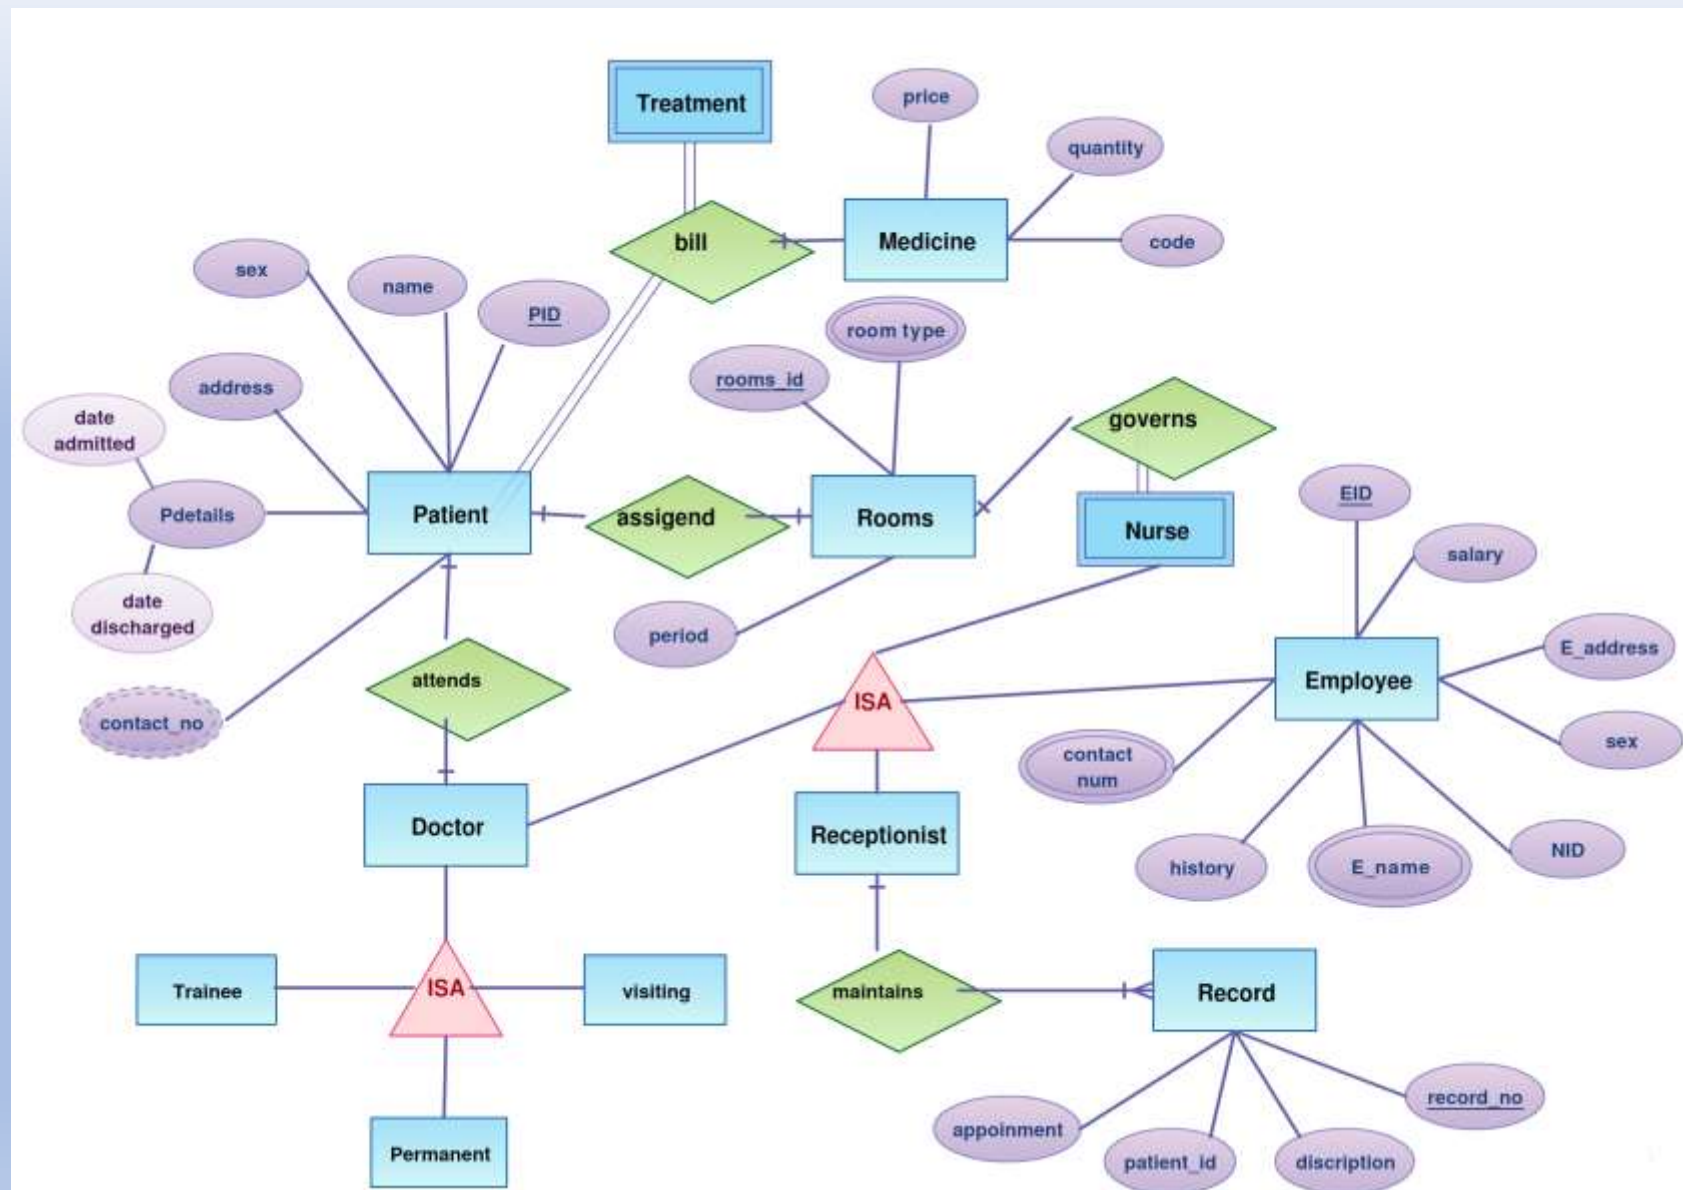 Treatment
price
quantity
bill
Medicine
code
sex
name
PID
room type
rooms_id
address
date
admitted
governs
Pdetails
Patient
assigend
Rooms
Nurse
EID
salary
date
discharged
period
E_address
attends
ISA
Employee
contact_no
sex
contact
num
Doctor
Receptionist
history
E_name
NID
Trainee
ISA
visiting
maintains
Record
record_no
appoinment
patient_id
discription
Permanent